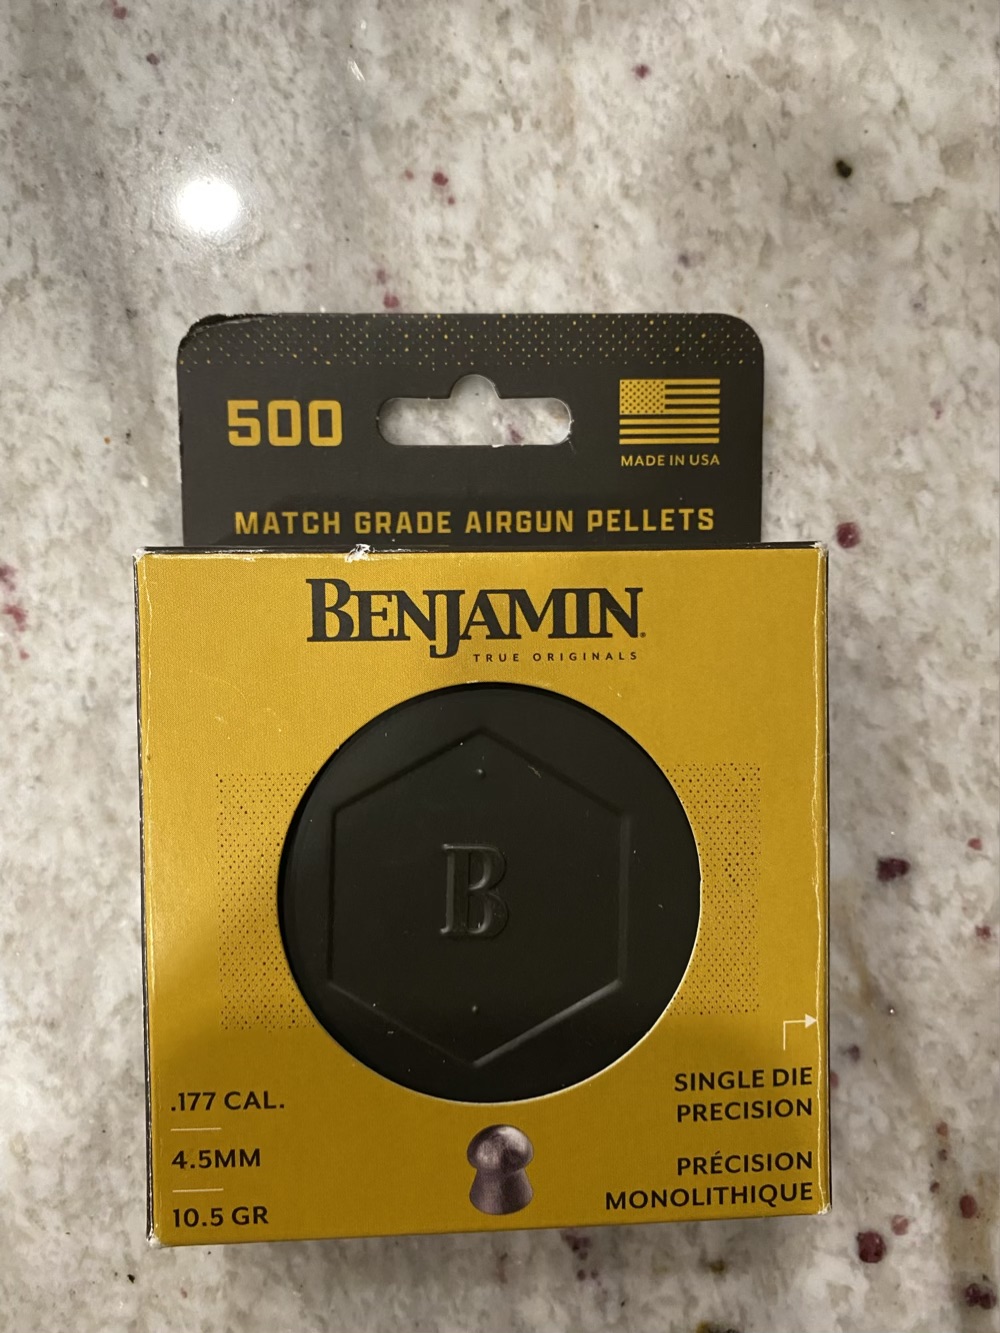 500
MADE IN USA
MATCH GRADE AIRGUN PELLETS
BENJAMIN
TRUE ORIGINALS
B
.177 CAL.
4.5MM
10.5 GR
SINGLE DIE
PRECISION
PRÉCISION
MONOLITHIQUE